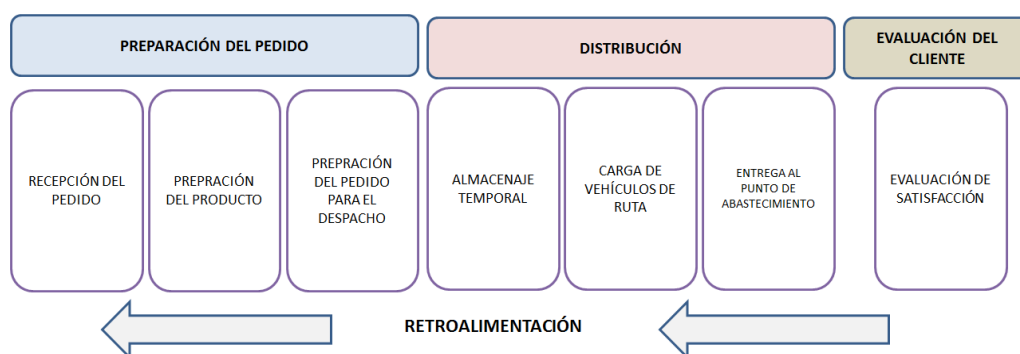 PREPARACIÓN DEL PEDIDO
DISTRIBUCIÓN
EVALUACIÓN DEL
CLIENTE
RECEPCIÓN DEL
PEDIDO
PREPRACIÓN
DEL PRODUCTO
PREPRACIÓN
DEL PEDIDO
PARA EL
DESPACHO
ALMACENAJE
TEMPORAL
CARGA DE
VEHÍCULOS DE
RUTA
ENTREGA AL
PUNTO DE
ABASTECIMIENTO
EVALUACIÓN DE
SATISFACCIÓN
RETROALIMENTACIÓN